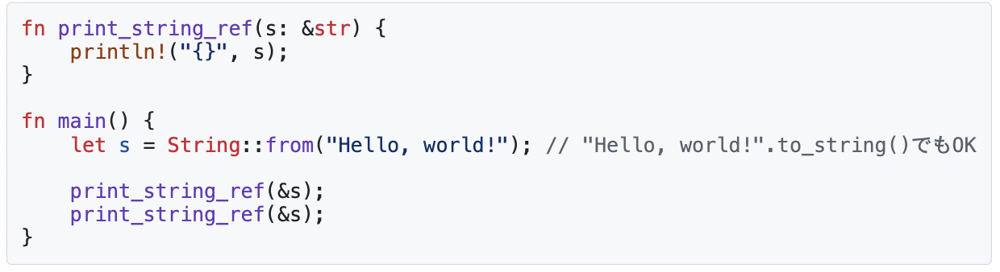 fn print_string_ref(s: &str) {
    println!("{}", s);
}
fn main() {
    let s = String::from("Hello, world!"); // "Hello, world!".to_string()でもOK
    print_string_ref(&s);
    print_string_ref(&s);
}